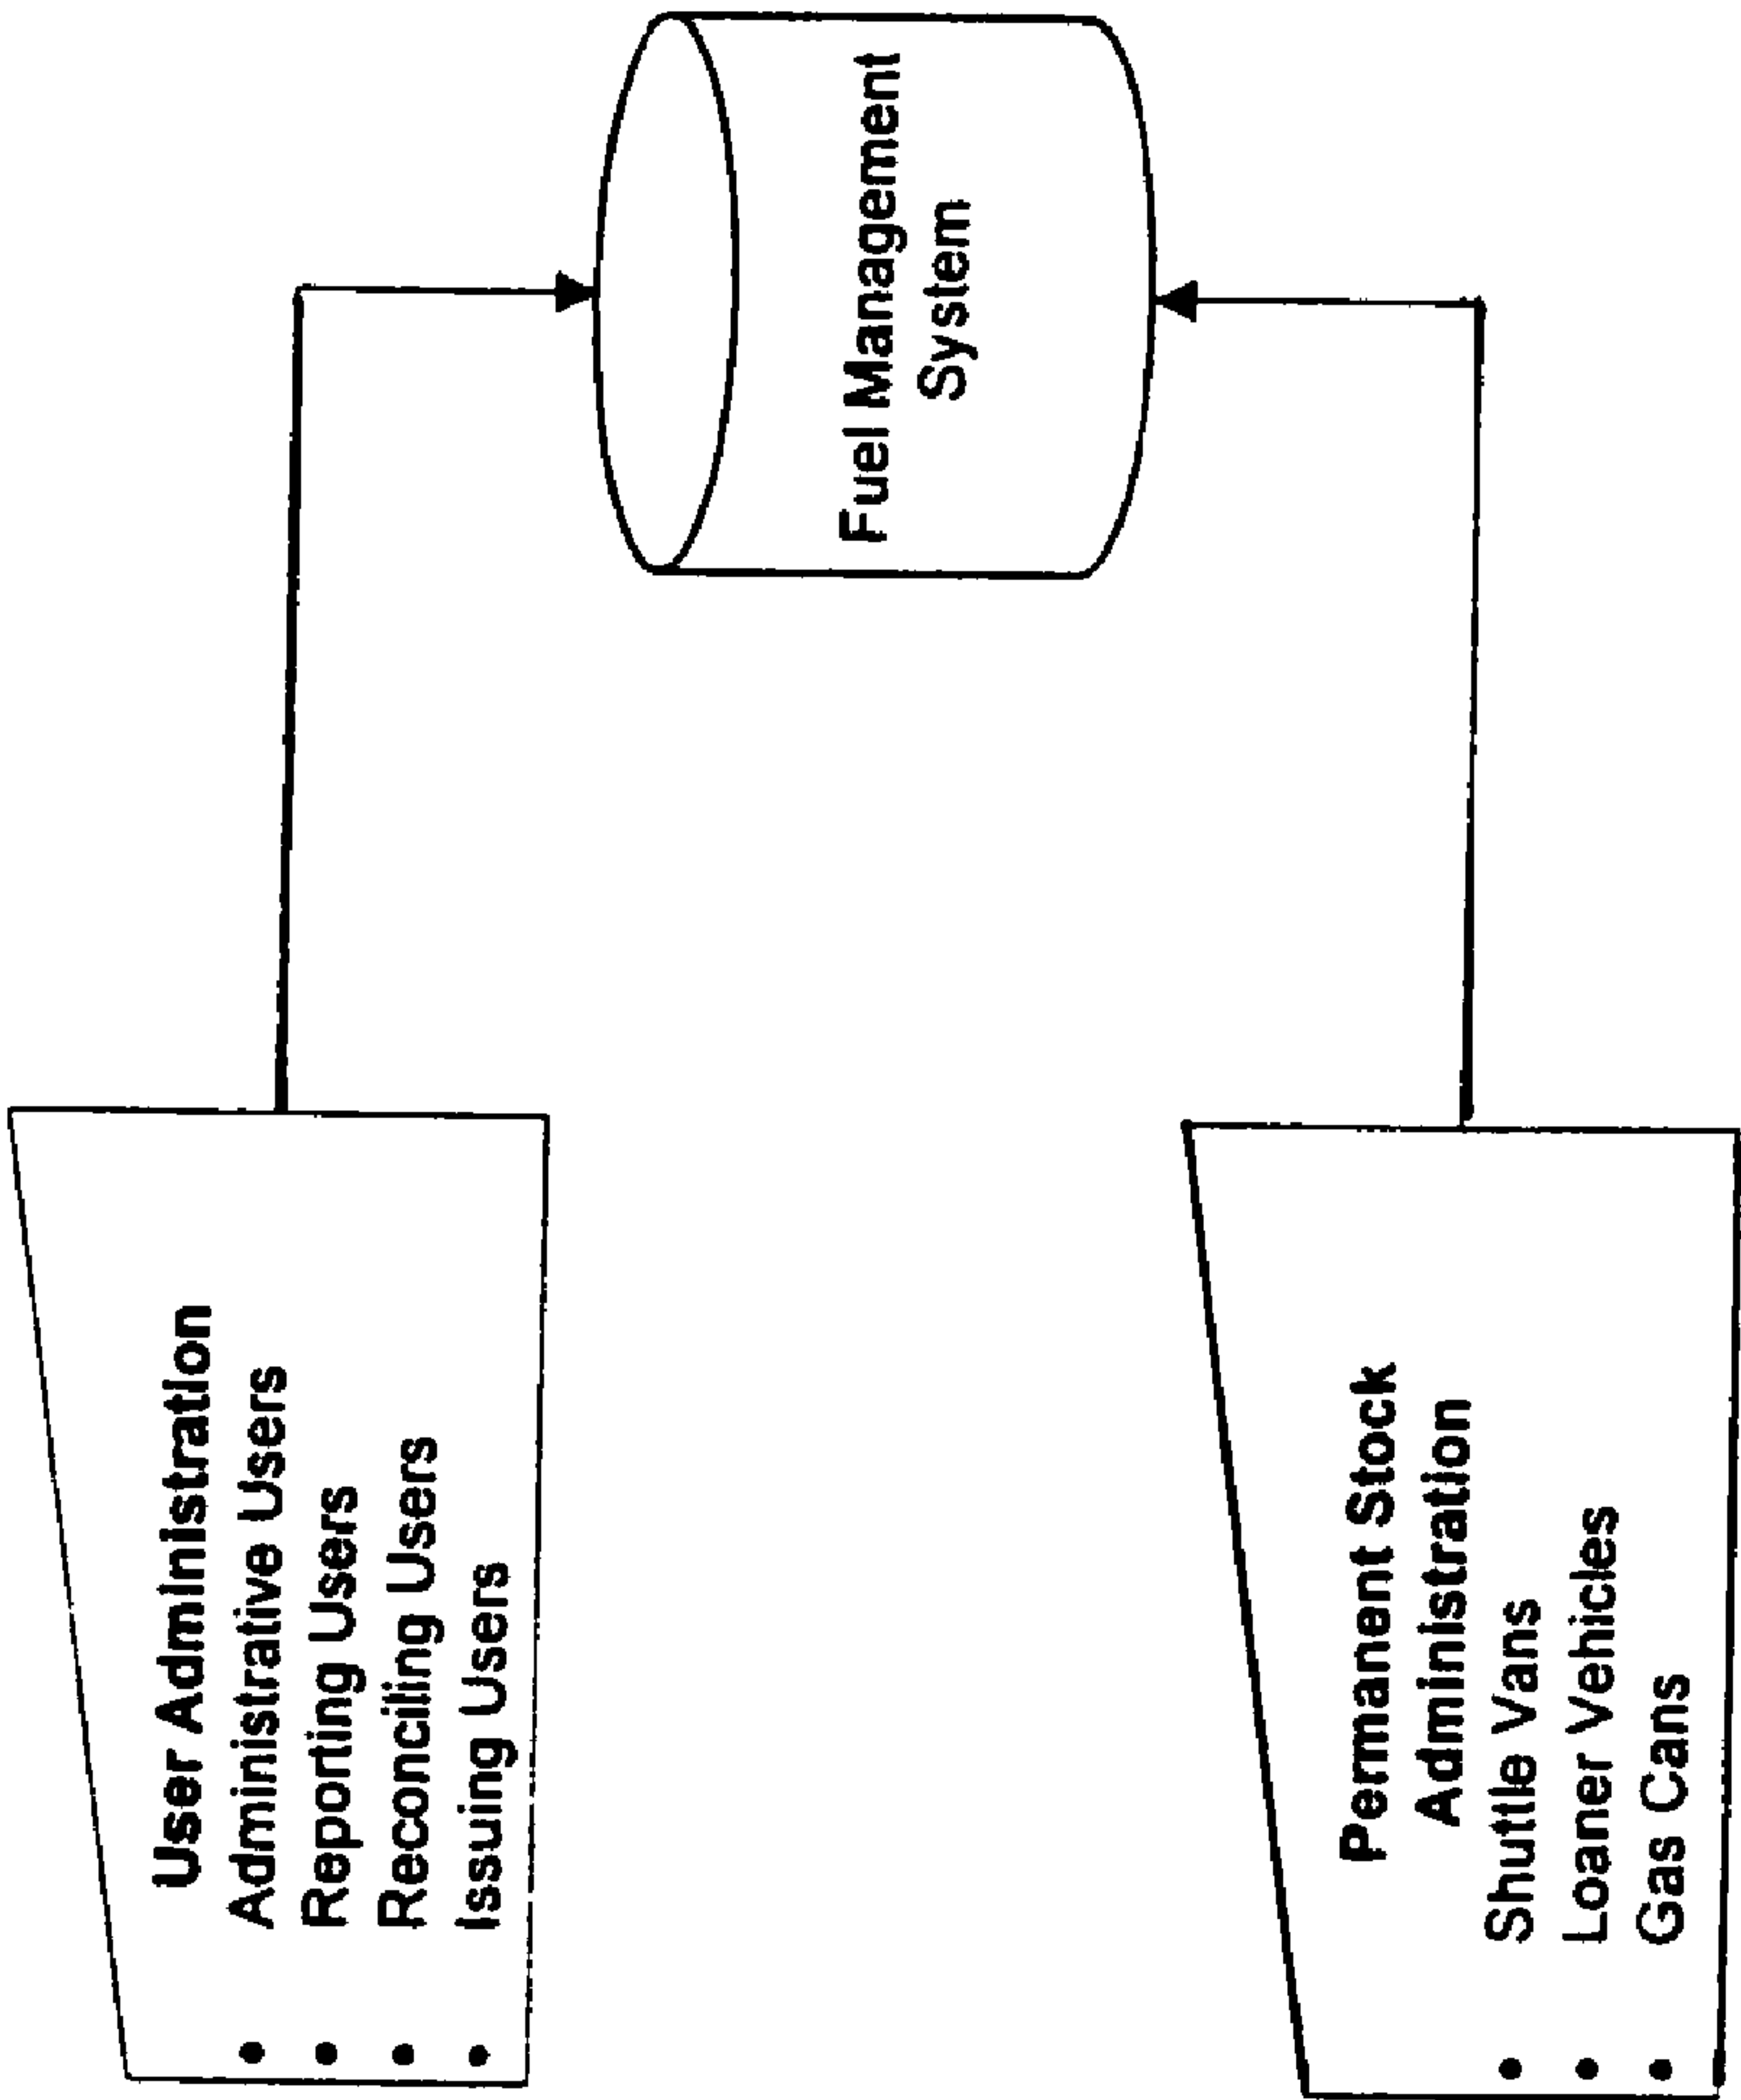 User Administration
• Administrative Users
• Reporting Users
• Reconciling Users
• Issuing Users
Fuel Management
System
Permanent Stock
Administration
• Shuttle Vans
• Loaner Vehicles
• Gas Cans